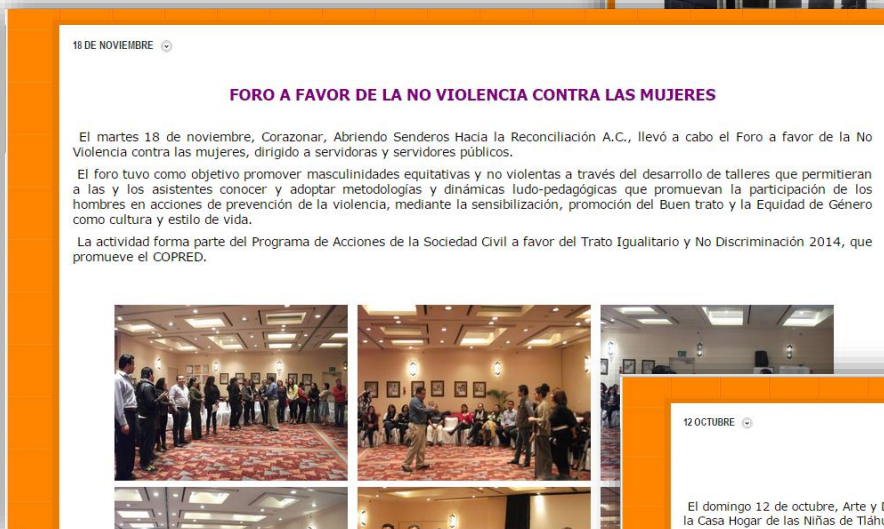 18 DE NOVIEMBRE
FORO A FAVOR DE LA NO VIOLENCIA CONTRA LAS MUJERES
El martes 18 de noviembre, Corazonar, Abriendo Senderos Hacia la Reconciliación A.C., llevó a cabo el Foro a favor de la No
Violencia contra las mujeres, dirigido a servidoras y servidores públicos.
El foro tuvo como objetivo promover masculinidades equitativas y no violentas a través del desarrollo de talleres que permitieran
a las y los asistentes conocer y adoptar metodologías y dinámicas ludo-pedagógicas que promuevan la participación de los
hombres en acciones de prevención de la violencia, mediante la sensibilización, promoción del Buen trato y la Equidad de Género
como cultura y estilo de vida.
La actividad forma parte del Programa de Acciones de la Sociedad Civil a favor del Trato Igualitario y No Discriminación 2014, que
promueve el COPRED.
12 OCTUBRE
El domingo 12 de octubre, Arte y
la Casa Hogar de las Niñas de